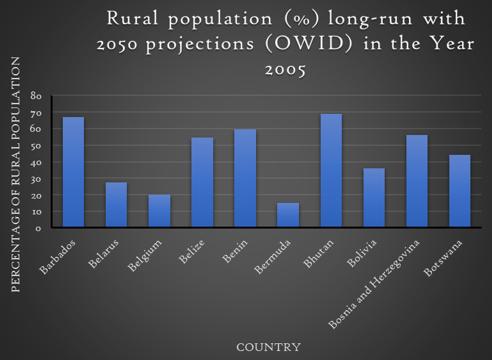 Rural population (%) long-run with
2050 projections (OWID) in the Year
2005
PERCENTAGE OF RURAL POPULATION
80
70
60
50
40
30
20
10
0
Barbados
Belarus
Belgium
Belize
Benin
Bermuda
Bhutan
Bolivia
Bosnia and Herzegovina
Botswana
COUNTRY